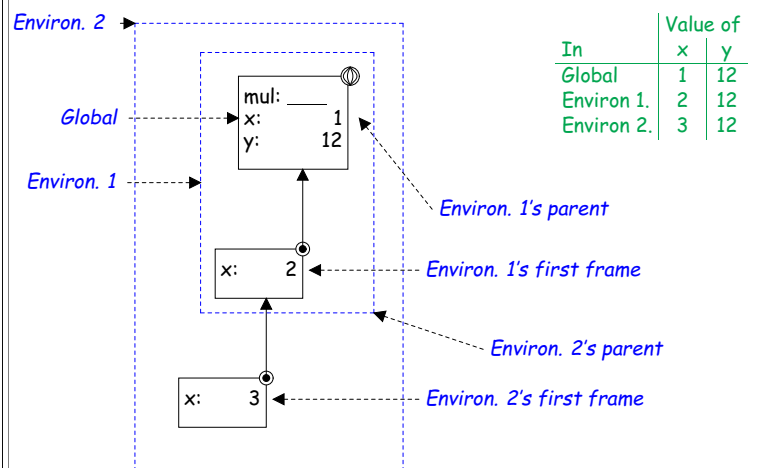 Environ. 2
Value of
In x y
Global 1 12
Environ 1. 2 12
Environ 2. 3 12
mul: ____
Global
x: 1
y: 12
Environ. 1
Environ. 1's parent
x: 2
Environ. 1's first frame
Environ. 2's parent
x: 3
Environ. 2's first frame